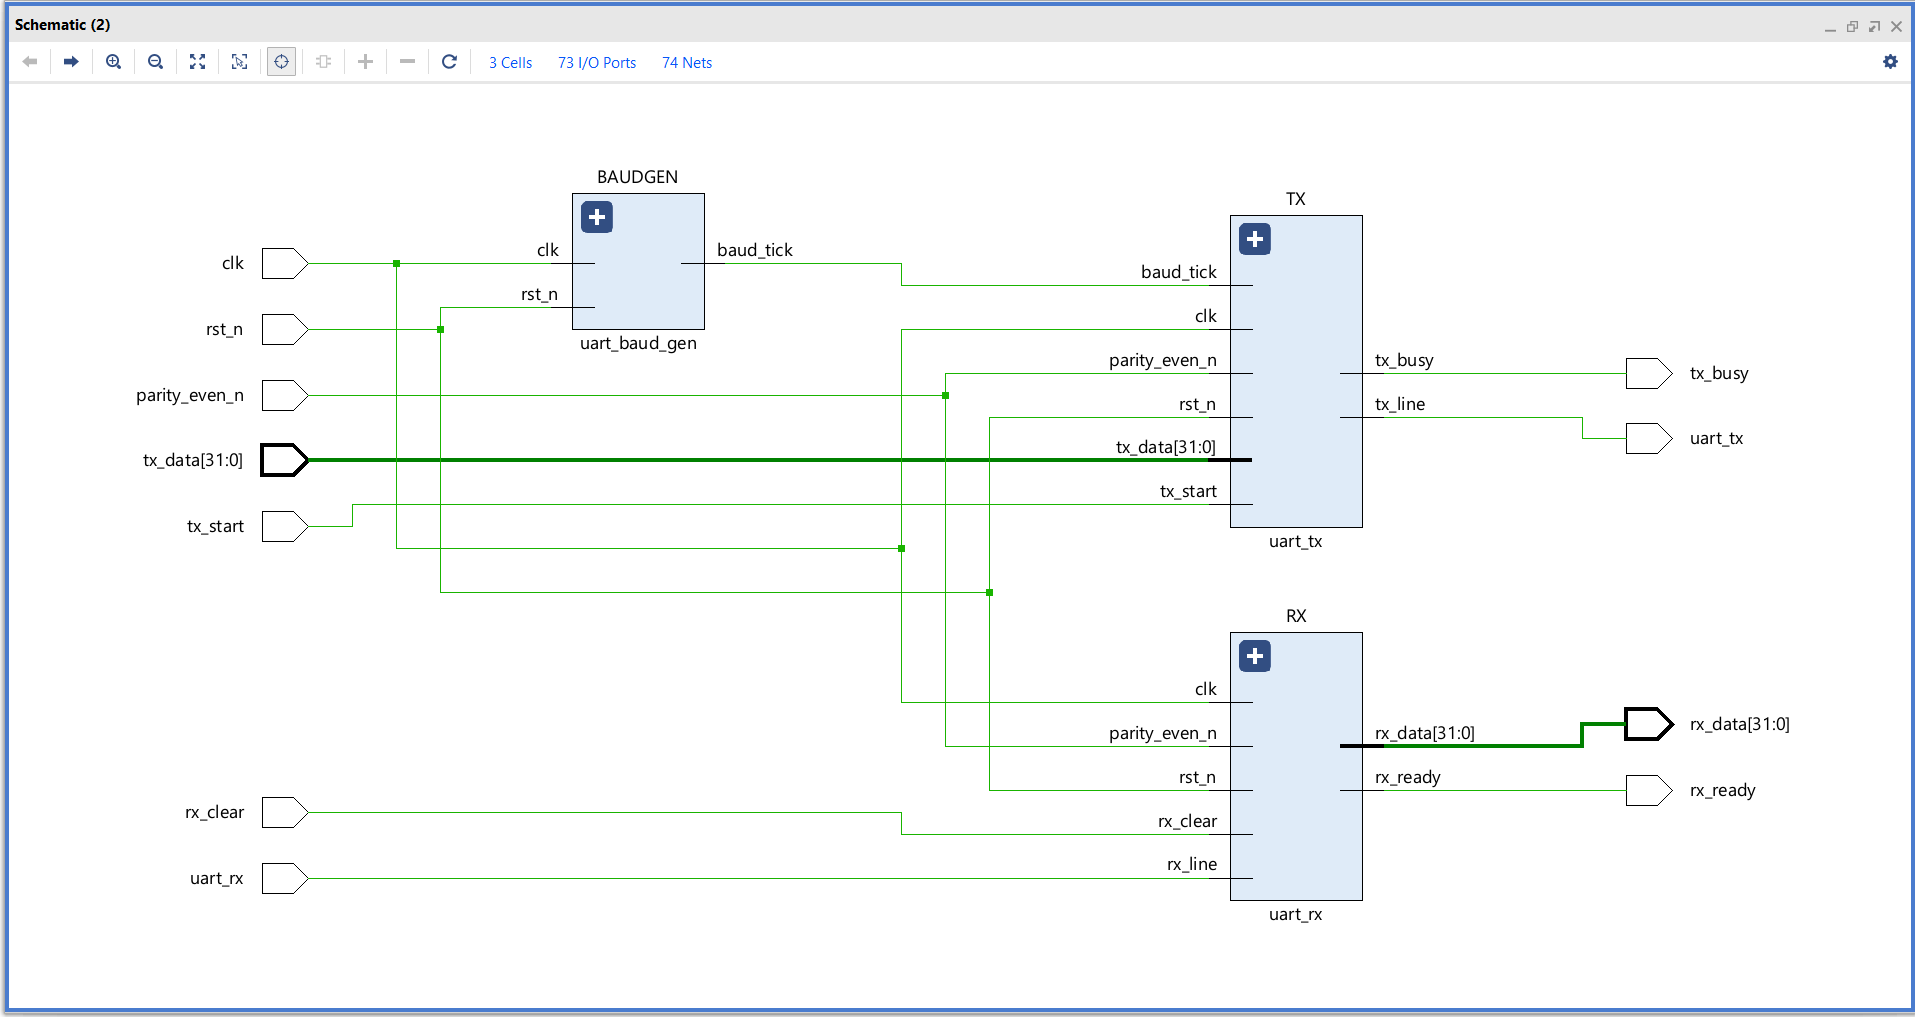 Schematic (2)
3 Cells 73 I/O Ports 74 Nets
BAUDGEN
clk
rst_n
baud_tick
uart_baud_gen
clk
rst_n
parity_even_n
tx_data[31:0]
tx_start
rx_clear
uart_rx
TX
baud_tick
clk
parity_even_n
rst_n
tx_data[31:0]
tx_start
tx_busy
tx_line
uart_tx
tx_busy
uart_tx
RX
clk
parity_even_n
rst_n
rx_clear
rx_line
rx_data[31:0]
rx_ready
uart_rx
rx_data[31:0]
rx_ready